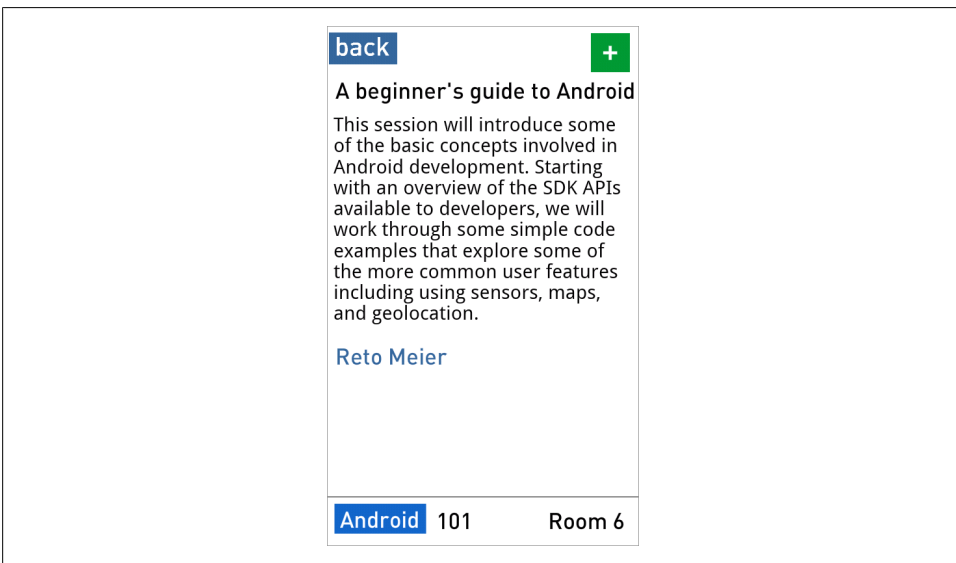 back
+
A beginner's guide to Android
This session will introduce some
of the basic concepts involved in
Android development. Starting
with an overview of the SDK APIs
available to developers, we will
work through some simple code
examples that explore some of
the more common user features
including using sensors, maps,
and geolocation.
Reto Meier
Android 101 Room 6